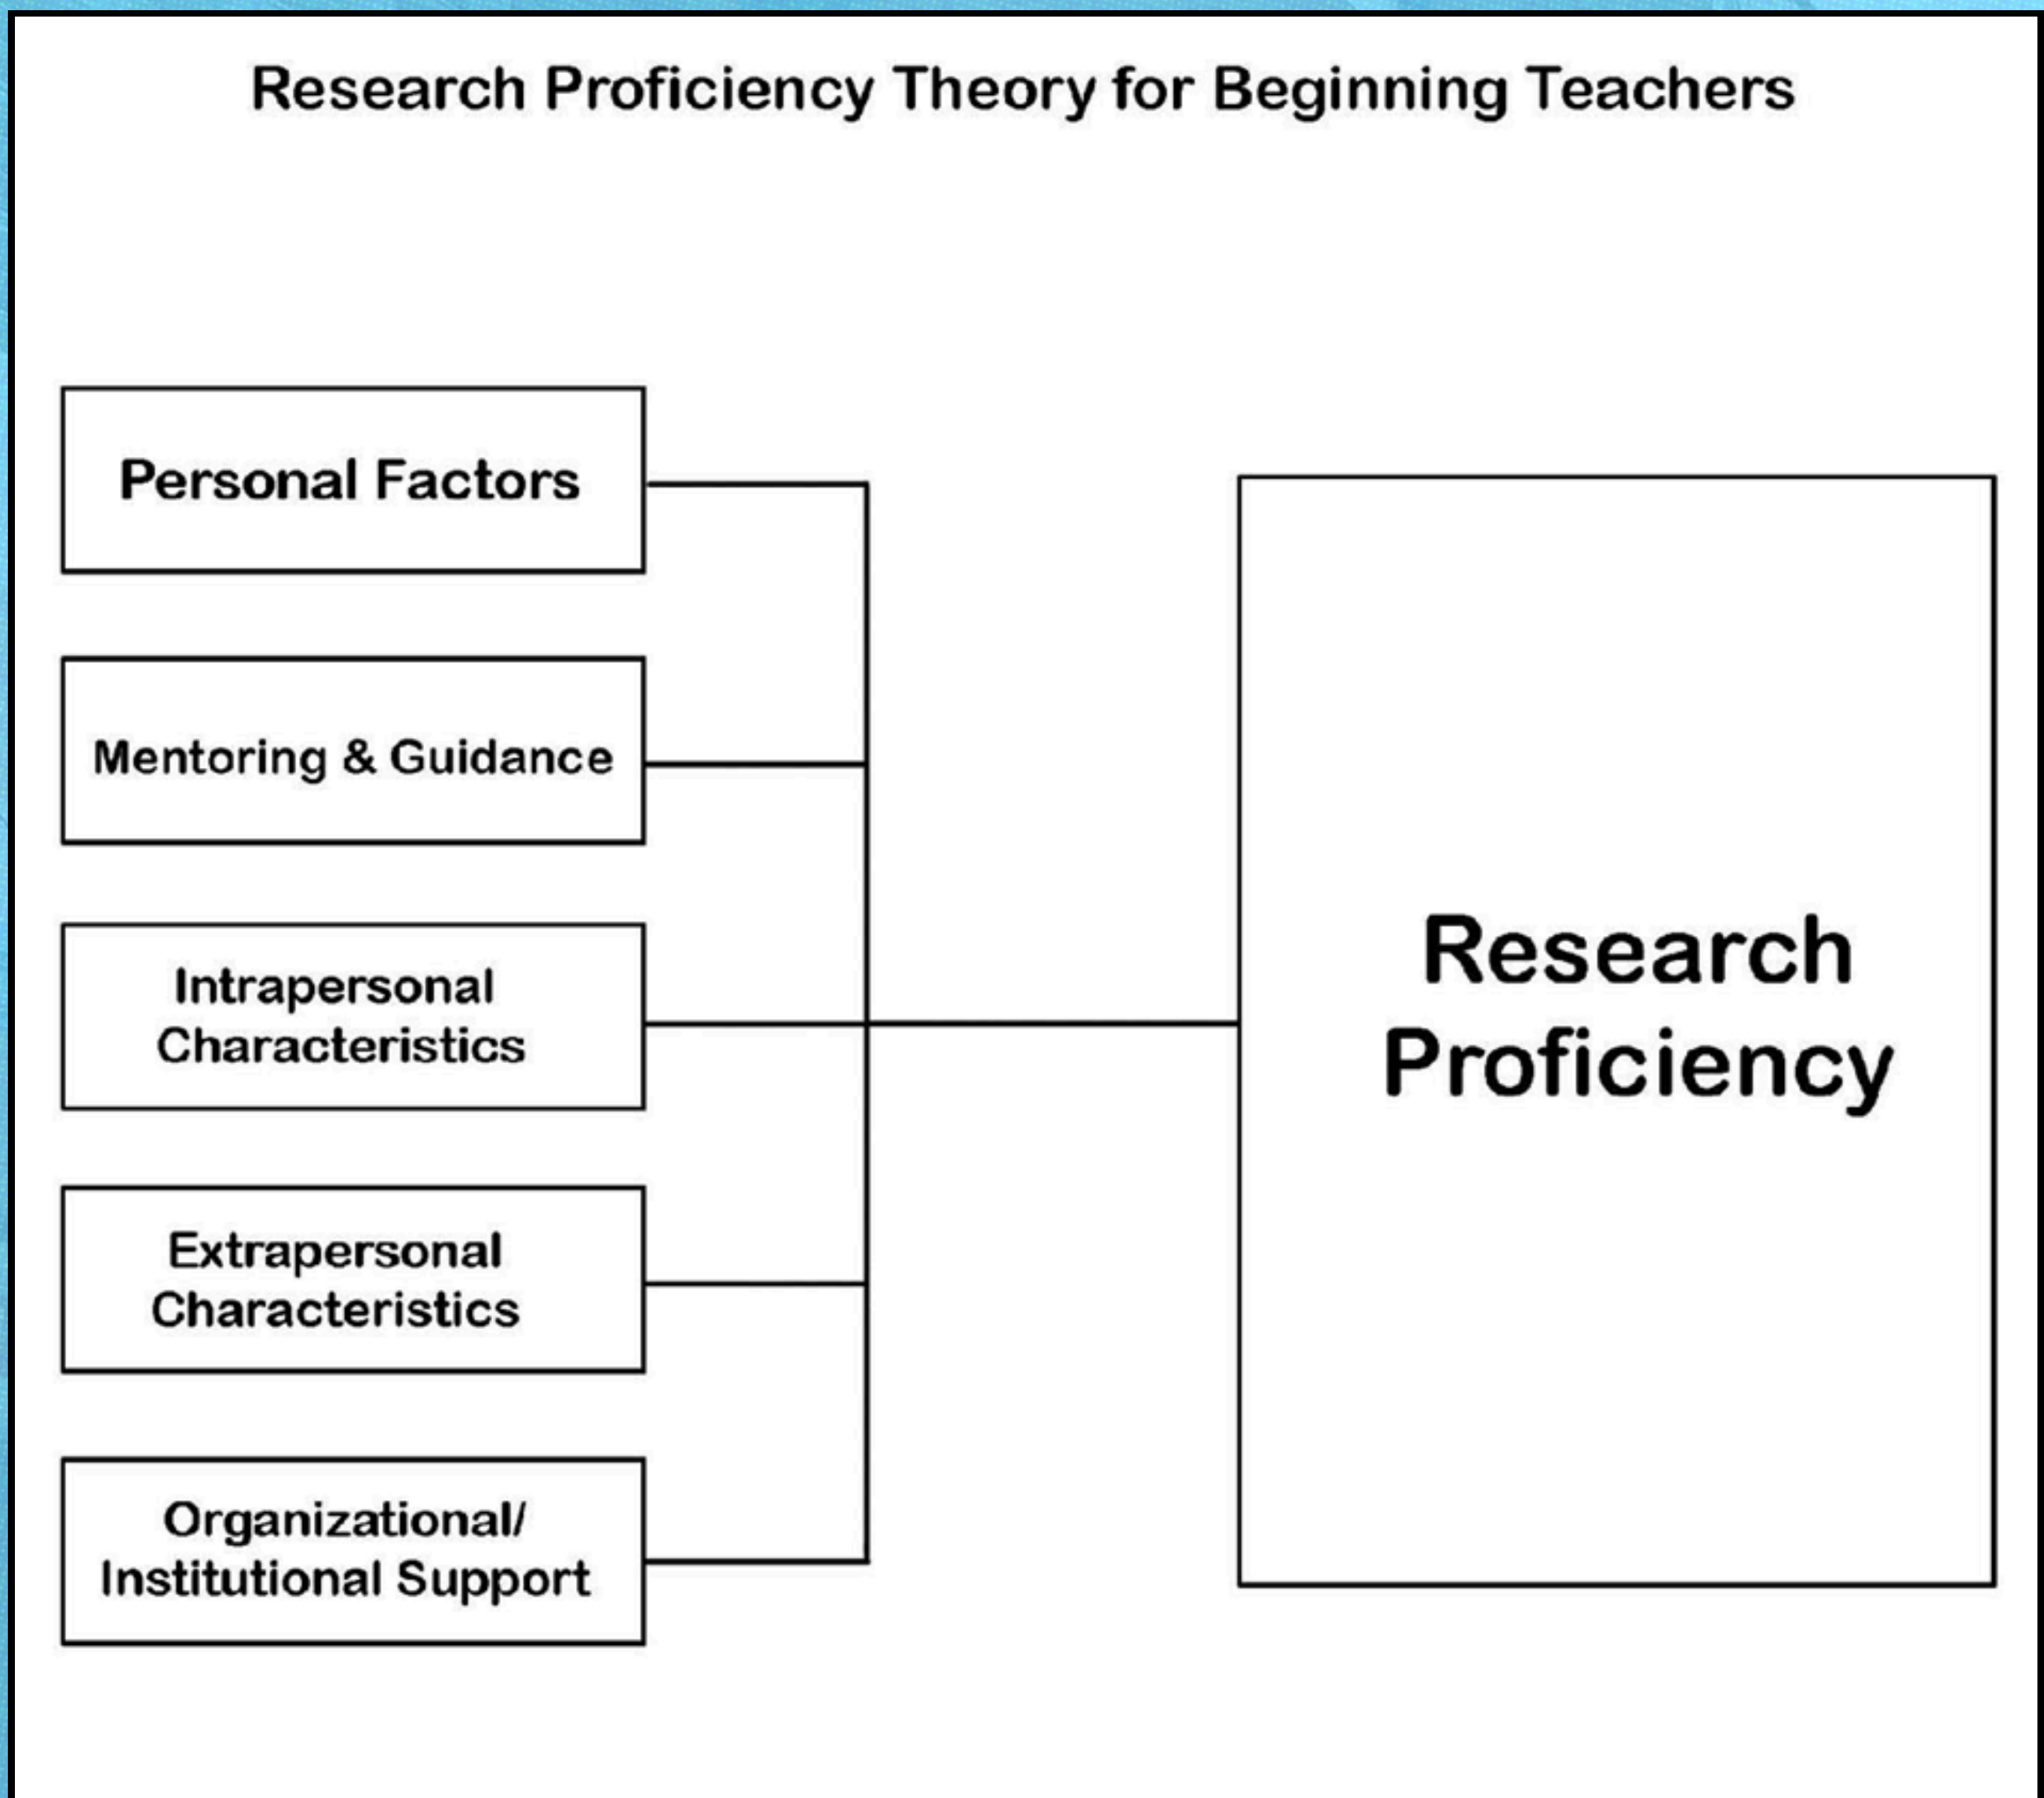 Research Proficiency Theory for Beginning Teachers
Personal Factors
Mentoring & Guidance
Intrapersonal
Characteristics
Extrapersonal
Characteristics
Organizational/
Institutional Support
Research
Proficiency